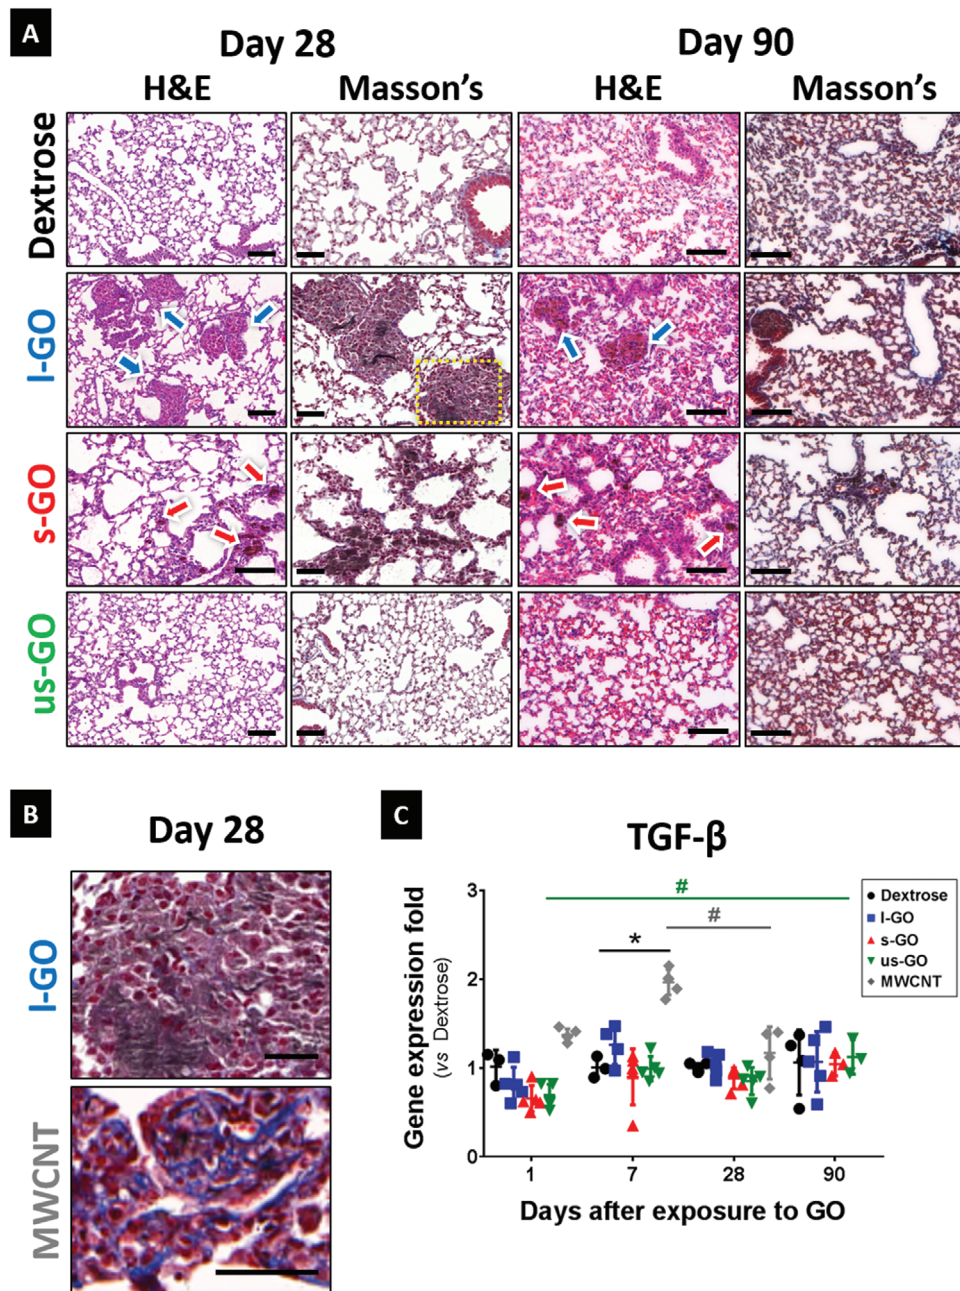 A
Day 28
Day 90
H&E
Masson's
H&E
Masson's
Dextrose
l-GO
s-GO
us-GO
B
Day 28
l-GO
MWCNT
C
TGF-β
Gene expression fold
(vs Dextrose)
3
2
1
0
#
#
*
Dextrose
l-GO
s-GO
us-GO
MWCNT
1
7
28
90
Days after exposure to GO